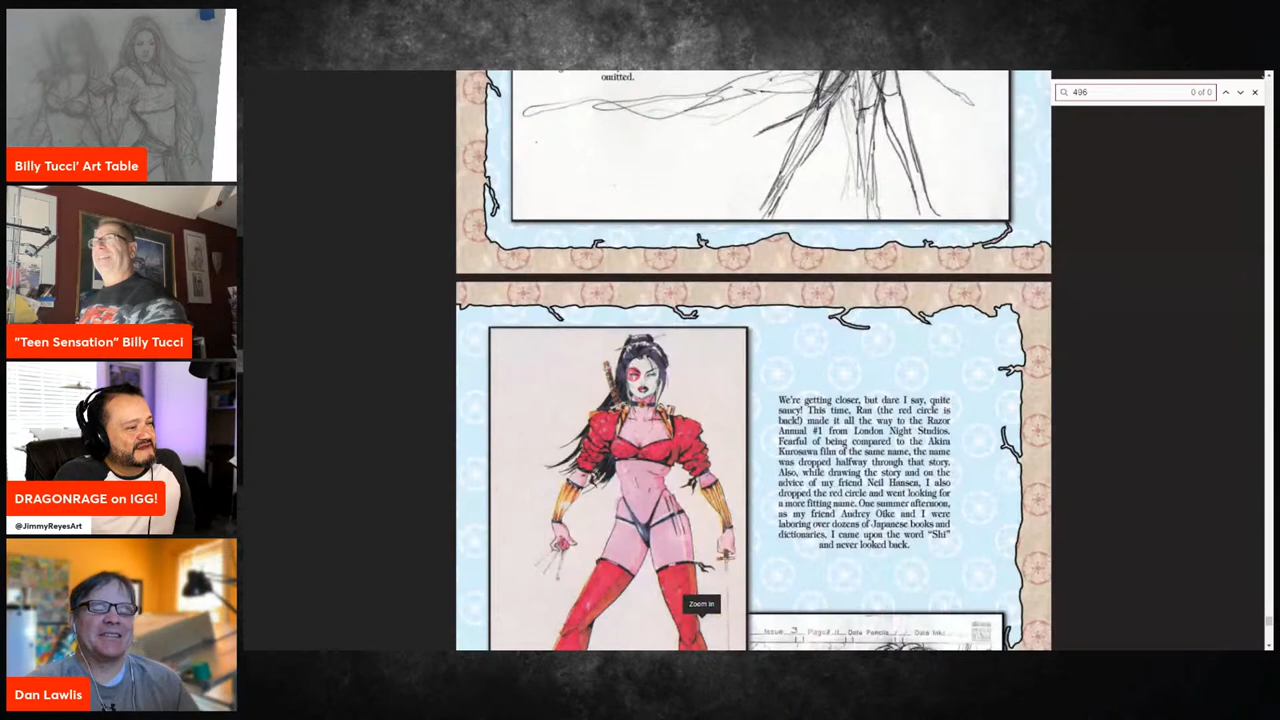 Billy Tucci' Art Table
"Teen Sensation" Billy Tucci
DRAGONRAGE on IGG!
@JimmyReyesArt
Dan Lawlis
omitted.
496
0 of 0
We're getting closer, but dare I say, quite
saucy! This time, Ran (the red circle is
back!) made it all the way to the Razor
Annual #1 from London Night Studios.
Fearful of being compared to the Akira
Kurosawa film of the same name, the name
was dropped halfway through that story.
Also, while drawing the story and on the
advice of my friend Neil Hansen, I also
dropped the red circle and went looking for
a more fitting name. One summer afternoon,
as my friend Audrey Oike and I were
laboring over dozens of Japanese books and
dictionaries, I came upon the word "Shi"
and never looked back.
Zoom In
Issue Page# Date Pencils Date Ink